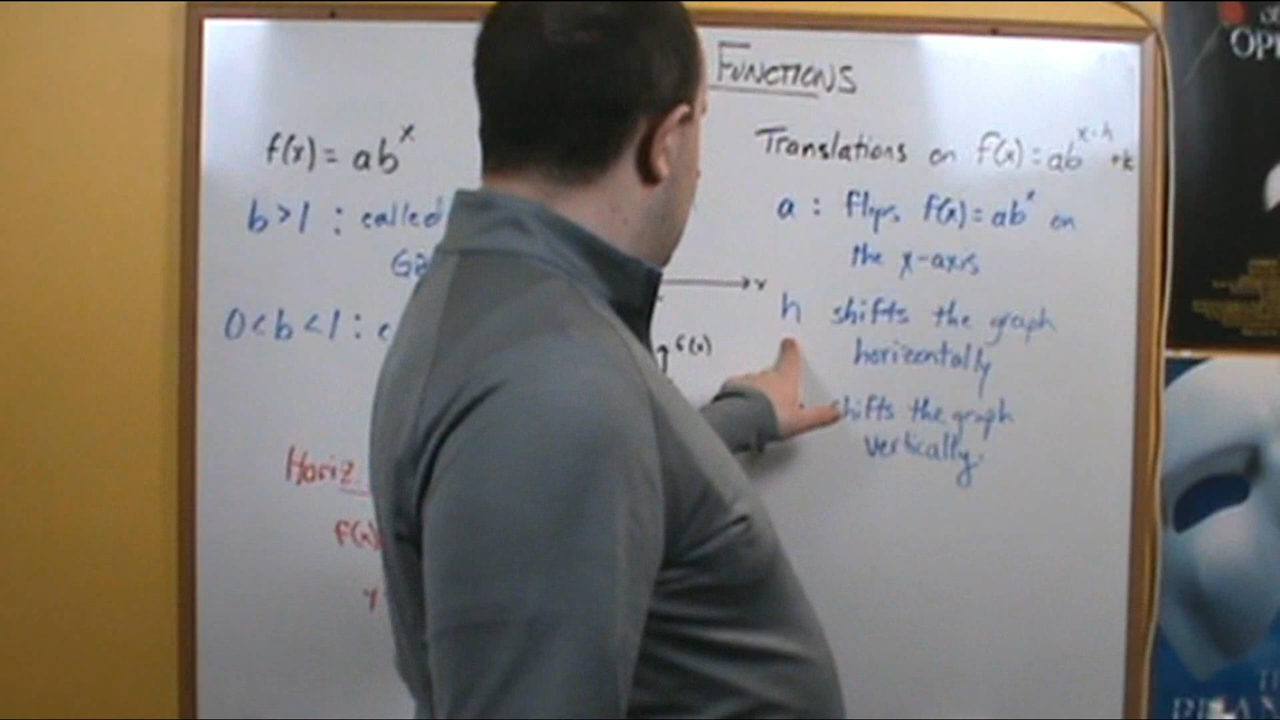 FUNCTIONS
f(x) = ab^x
b > 1 : called
0 < b < 1 :
Horiz.
f(x)
y
x
f(x)
Translations on f(x) = ab^x-h +k
a : flips f(x) = ab^x on
the x-axis
h shifts the graph
horizontally
shifts the graph
vertically.